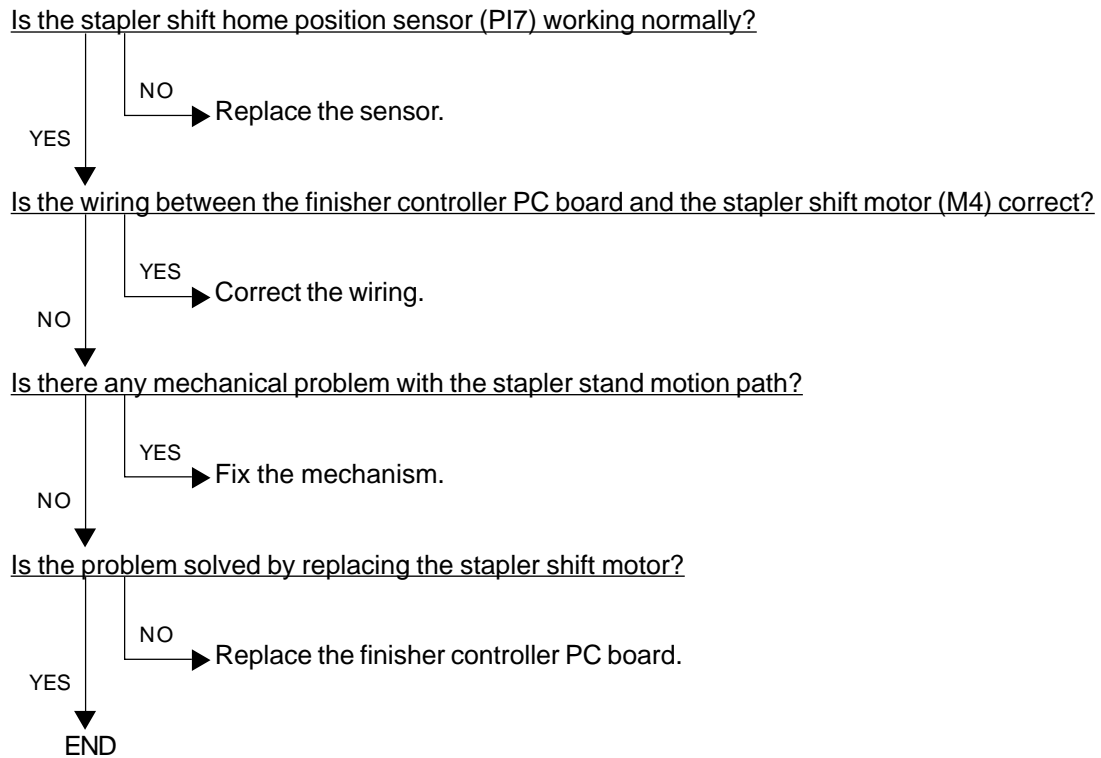 Is the stapler shift home position sensor (PI7) working normally?
NO
Replace the sensor.
YES
Is the wiring between the finisher controller PC board and the stapler shift motor (M4) correct?
YES
Correct the wiring.
NO
Is there any mechanical problem with the stapler stand motion path?
YES
Fix the mechanism.
NO
Is the problem solved by replacing the stapler shift motor?
NO
Replace the finisher controller PC board.
YES
END